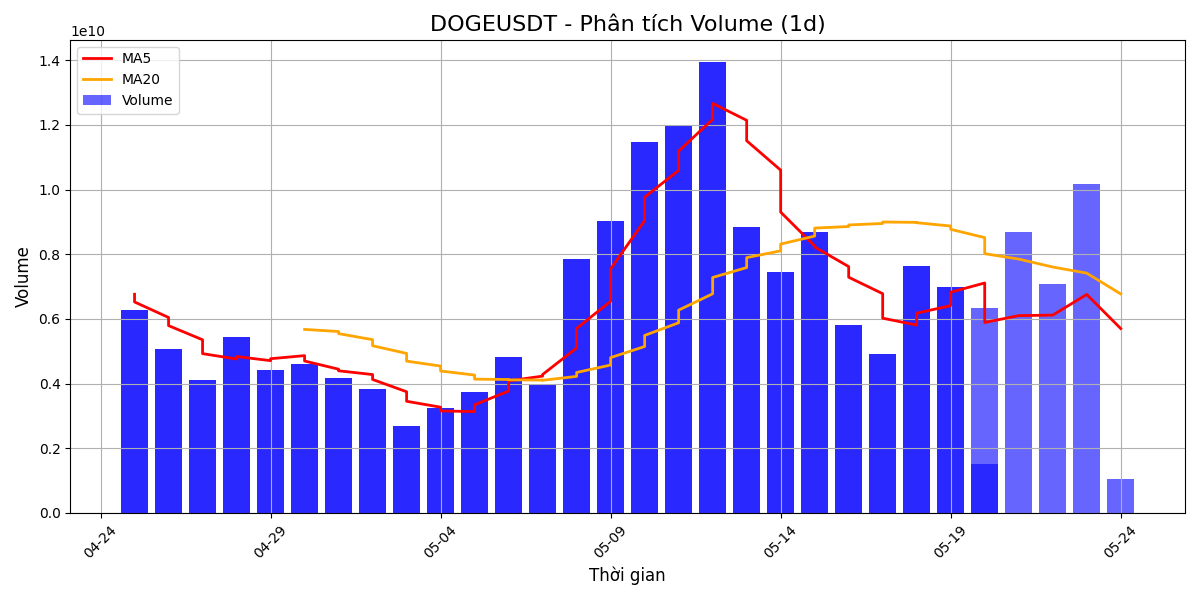 DOGEUSDT - Phân tích Volume (1d)
1e10
MA5
MA20
Volume
1.4
1.2
1.0
0.8
0.6
0.4
0.2
0.0
Volume
04-24
04-29
05-04
05-09
05-14
05-19
05-24
Thời gian